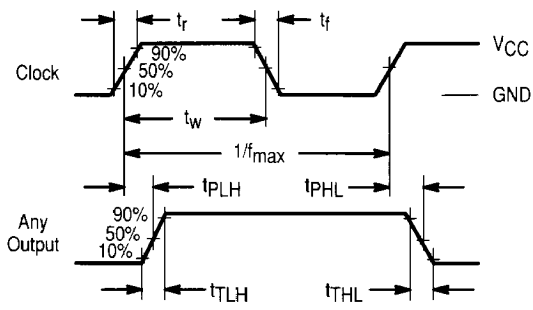 tr
tf
90%
50%
10%
Clock
VCC
GND
tw
1/fmax
tPLH
tPHL
Any
Output
90%
50%
10%
tTLH
tTHL